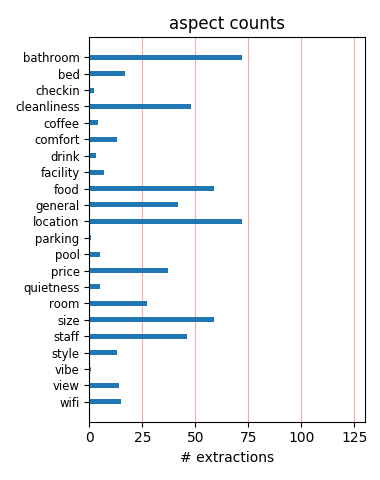 aspect counts
bathroom
bed
checkin
cleanliness
coffee
comfort
drink
facility
food
general
location
parking
pool
price
quietness
room
size
staff
style
vibe
view
wifi
0 25 50 75 100 125
# extractions